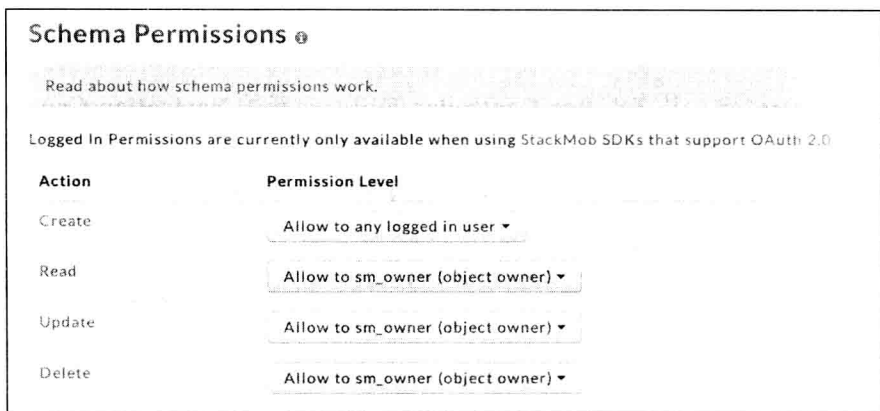 Schema Permissions
Read about how schema permissions work.
Logged In Permissions are currently only available when using StackMob SDKs that support OAuth 2.0
Action Permission Level
Create Allow to any logged in user
Read Allow to sm_owner (object owner)
Update Allow to sm_owner (object owner)
Delete Allow to sm_owner (object owner)